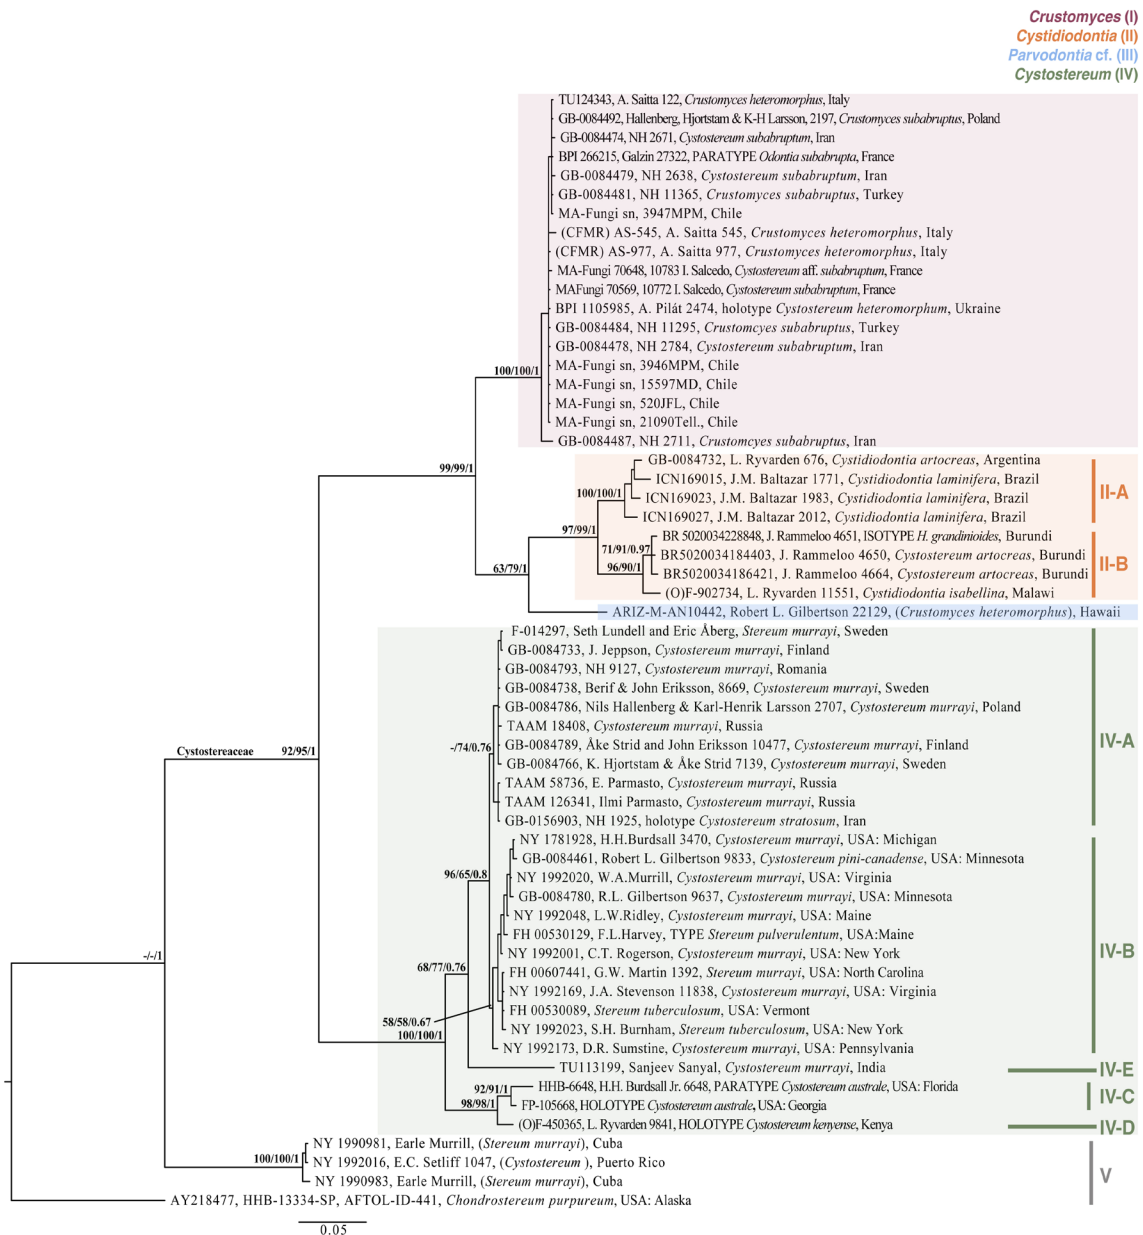 Crustomyces (I)
Cystidiodontia (II)
Parvodontia cf. (III)
Cystostereum (IV)
TU124343, A. Saitta 122, Crustomyces heteromorphus, Italy
GB-0084492, Hallenberg, Hjortstam & K-H Larsson, 2197, Crustomyces subabruptus, Poland
GB-0084474, NH 2671, Cystostereum subabruptum, Iran
BPI 266215, Galzin 27322, PARATYPE Odontia subabrupta, France
GB-0084479, NH 2638, Cystostereum subabruptum, Iran
GB-0084481, NH 11365, Crustomyces subabruptus, Turkey
MA-Fungi sn, 3947MPM, Chile
(CFMR) AS-545, A. Saitta 545, Crustomyces heteromorphus, Italy
(CFMR) AS-977, A. Saitta 977, Crustomyces heteromorphus, Italy
MA-Fungi 70648, 10783 I. Salcedo, Cystostereum aff. subabruptum, France
MAFungi 70569, 10772 I. Salcedo, Cystostereum subabruptum, France
BPI 1105985, A. Pilát 2474, holotype Cystostereum heteromorphum, Ukraine
GB-0084484, NH 11295, Crustomcyes subabruptus, Turkey
GB-0084478, NH 2784, Cystostereum subabruptum, Iran
MA-Fungi sn, 3946MPM, Chile
100/100/1
MA-Fungi sn, 15597MD, Chile
MA-Fungi sn, 520JFL, Chile
MA-Fungi sn, 21090Tell., Chile
GB-0084487, NH 2711, Crustomcyes subabruptus, Iran
GB-0084732, L. Ryvarden 676, Cystidiodontia artocreas, Argentina
99/99/1
ICN169015, J.M. Baltazar 1771, Cystidiodontia laminifera, Brazil
100/100/1
II-A
ICN169023, J.M. Baltazar 1983, Cystidiodontia laminifera, Brazil
ICN169027, J.M. Baltazar 2012, Cystidiodontia laminifera, Brazil
97/99/1
BR 5020034228848, J. Rammeloo 4651, ISOTYPE H. grandinioides, Burundi
71/91/0.97
BR5020034184403, J. Rammeloo 4650, Cystostereum artocreas, Burundi
II-B
63/79/1
96/90/1
BR5020034186421, J. Rammeloo 4664, Cystostereum artocreas, Burundi
(O)F-902734, L. Ryvarden 11551, Cystidiodontia isabellina, Malawi
ARIZ-M-AN10442, Robert L. Gilbertson 22129, (Crustomyces heteromorphus), Hawaii
F-014297, Seth Lundell and Eric Åberg, Stereum murrayi, Sweden
GB-0084733, J. Jeppson, Cystostereum murrayi, Finland
GB-0084793, NH 9127, Cystostereum murrayi, Romania
GB-0084738, Berif & John Eriksson, 8669, Cystostereum murrayi, Sweden
GB-0084786, Nils Hallenberg & Karl-Henrik Larsson 2707, Cystostereum murrayi, Poland
TAAM 18408, Cystostereum murrayi, Russia
Cystostereaceae
92/95/1
-/74/0.76
GB-0084789, Åke Strid and John Eriksson 10477, Cystostereum murrayi, Finland
IV-A
GB-0084766, K. Hjortstam & Åke Strid 7139, Cystostereum murrayi, Sweden
TAAM 58736, E. Parmasto, Cystostereum murrayi, Russia
TAAM 126341, Ilmi Parmasto, Cystostereum murrayi, Russia
GB-0156903, NH 1925, holotype Cystostereum stratosum, Iran
NY 1781928, H.H.Burdsall 3470, Cystostereum murrayi, USA: Michigan
GB-0084461, Robert L. Gilbertson 9833, Cystostereum pini-canadense, USA: Minnesota
96/65/0.8
NY 1992020, W.A.Murrill, Cystostereum murrayi, USA: Virginia
GB-0084780, R.L. Gilbertson 9637, Cystostereum murrayi, USA: Minnesota
NY 1992048, L.W.Ridley, Cystostereum murrayi, USA: Maine
FH 00530129, F.L.Harvey, TYPE Stereum pulverulentum, USA:Maine
-/-/1
NY 1992001, C.T. Rogerson, Cystostereum murrayi, USA: New York
IV-B
68/77/0.76
FH 00607441, G.W. Martin 1392, Stereum murrayi, USA: North Carolina
NY 1992169, J.A. Stevenson 11838, Cystostereum murrayi, USA: Virginia
FH 00530089, Stereum tuberculosum, USA: Vermont
58/58/0.67
NY 1992023, S.H. Burnham, Stereum tuberculosum, USA: New York
100/100/1
NY 1992173, D.R. Sumstine, Cystostereum murrayi, USA: Pennsylvania
TU113199, Sanjeev Sanyal, Cystostereum murrayi, India
IV-E
92/91/1
HHB-6648, H.H. Burdsall Jr. 6648, PARATYPE Cystostereum australe, USA: Florida
IV-C
98/98/1
FP-105668, HOLOTYPE Cystostereum australe, USA: Georgia
(O)F-450365, L. Ryvarden 9841, HOLOTYPE Cystostereum kenyense, Kenya
IV-D
NY 1990981, Earle Murrill, (Stereum murrayi), Cuba
100/100/1
NY 1992016, E.C. Setliff 1047, (Cystostereum ), Puerto Rico
V
NY 1990983, Earle Murrill, (Stereum murrayi), Cuba
AY218477, HHB-13334-SP, AFTOL-ID-441, Chondrostereum purpureum, USA: Alaska
0.05